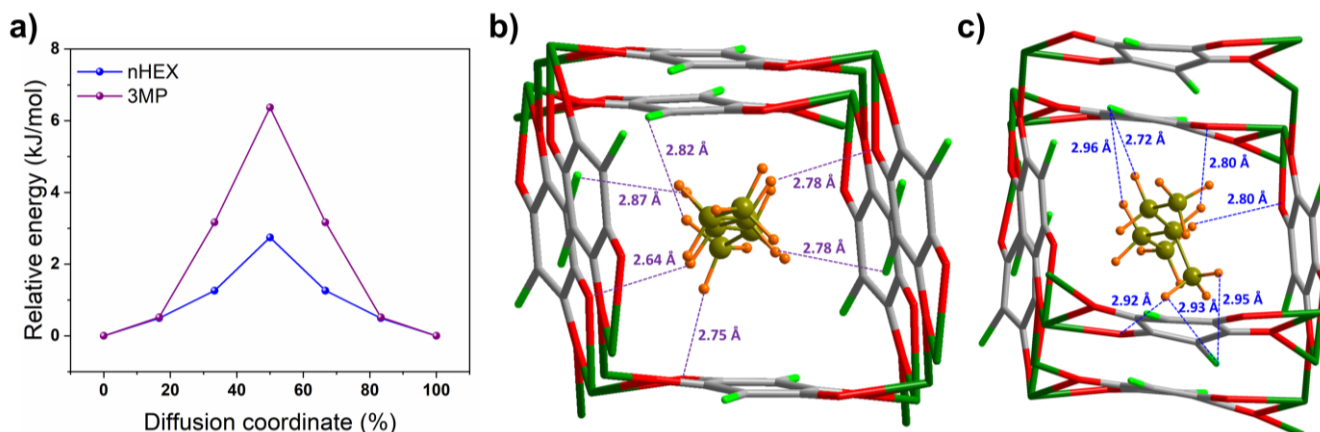 a)
8
6
4
2
0
nHEX
3MP
Relative energy (kJ/mol)
0 20 40 60 80 100
Diffusion coordinate (%)
b)
2.82 Å
2.87 Å
2.78 Å
2.78 Å
2.64 Å
2.75 Å
c)
2.96 Å
2.72 Å
2.80 Å
2.80 Å
2.92 Å
2.93 Å
2.95 Å